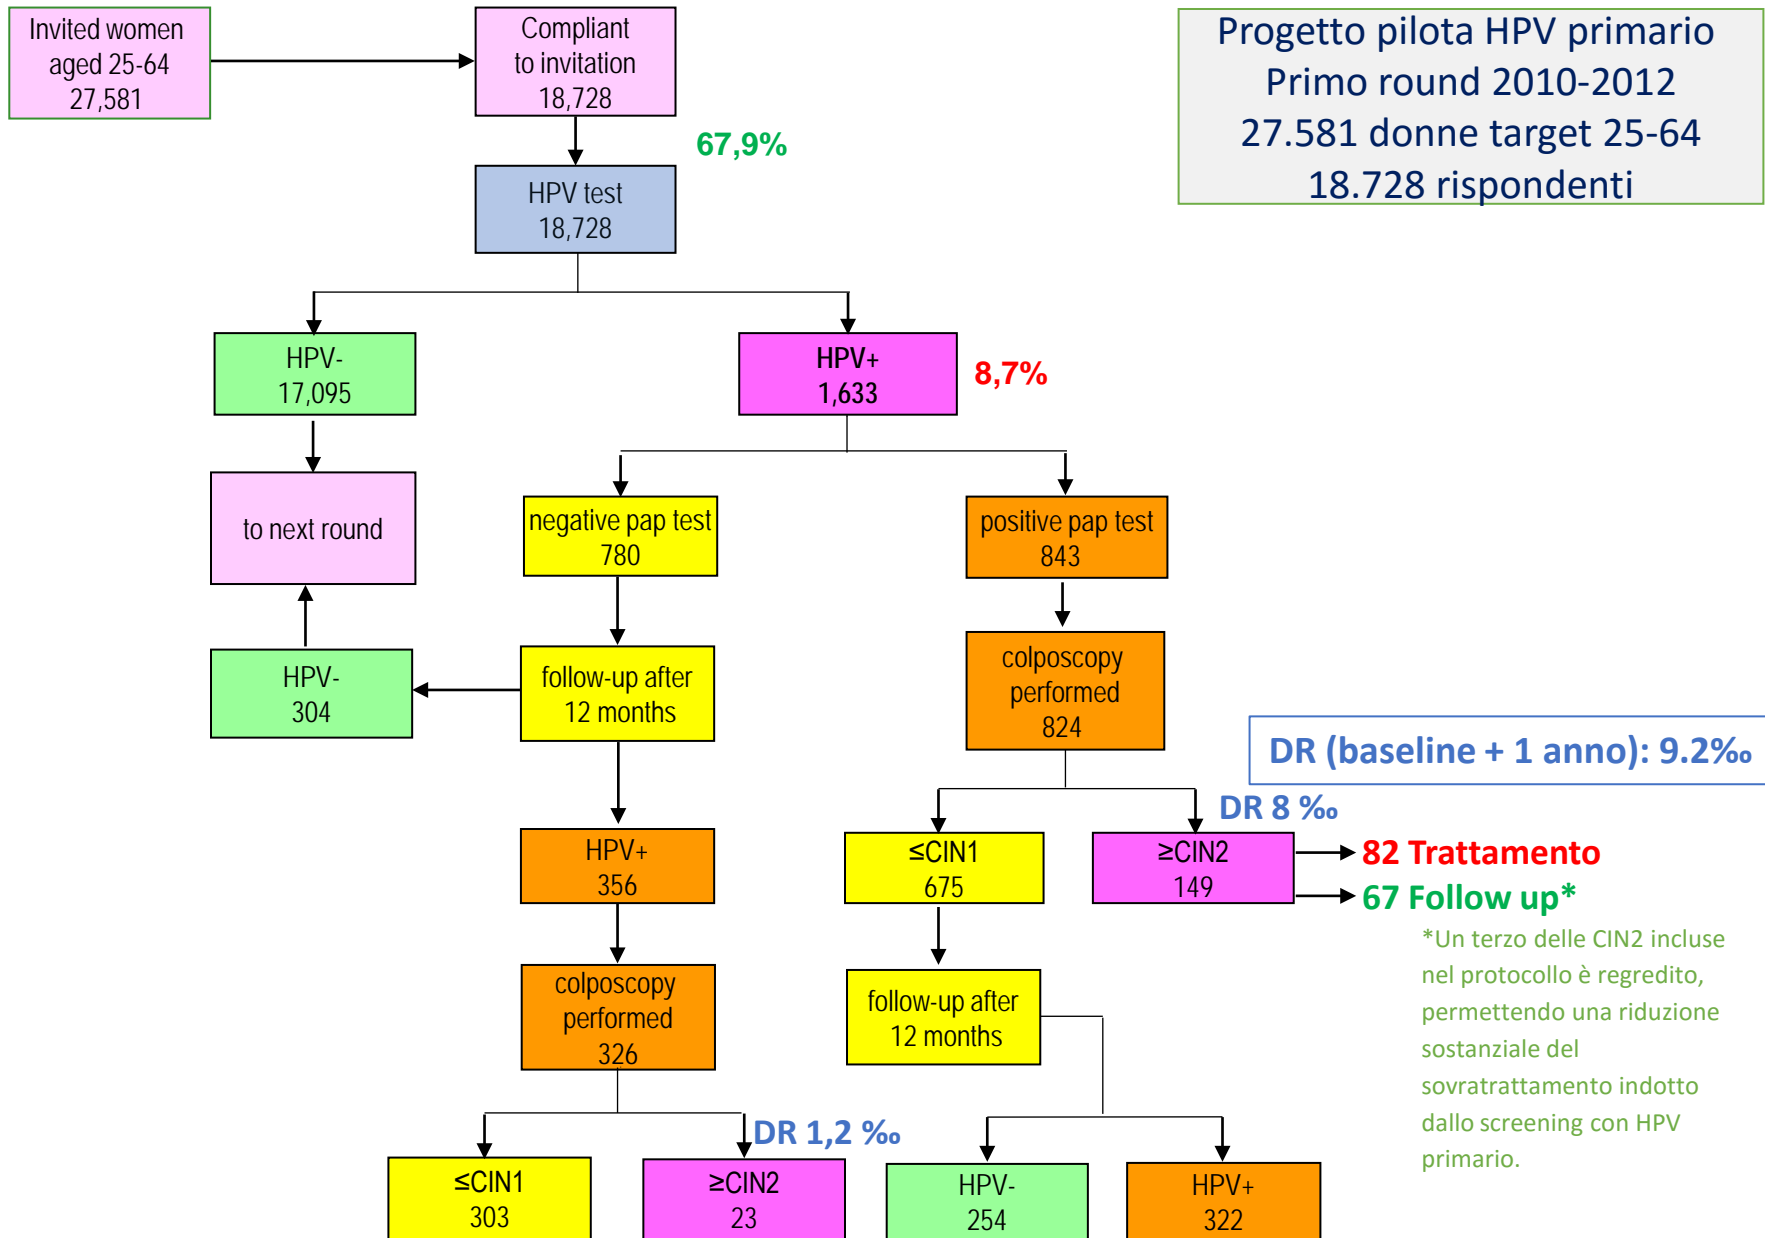 Invited women
aged 25-64
27,581
Compliant
to invitation
18,728
Progetto pilota HPV primario
Primo round 2010-2012
27.581 donne target 25-64
18.728 rispondenti
67,9%
HPV test
18,728
HPV-
17,095
HPV+
1,633
8,7%
to next round
negative pap test
780
positive pap test
843
HPV-
304
follow-up after
12 months
colposcopy
performed
824
DR (baseline + 1 anno): 9.2‰
DR 8 ‰
HPV+
356
≤CIN1
675
≥CIN2
149
82 Trattamento
67 Follow up*
*Un terzo delle CIN2 incluse
nel protocollo è regredito,
permettendo una riduzione
sostanziale del
sovratrattamento indotto
dallo screening con HPV
primario.
colposcopy
performed
326
follow-up after
12 months
DR 1,2 ‰
≤CIN1
303
≥CIN2
23
HPV-
254
HPV+
322